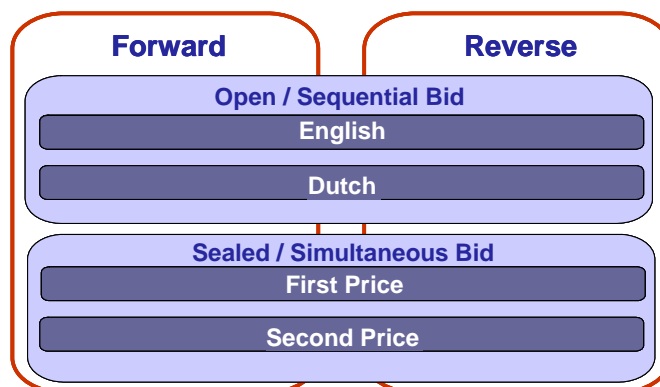 Forward Reverse
Open / Sequential Bid
English
Dutch
Sealed / Simultaneous Bid
First Price
Second Price